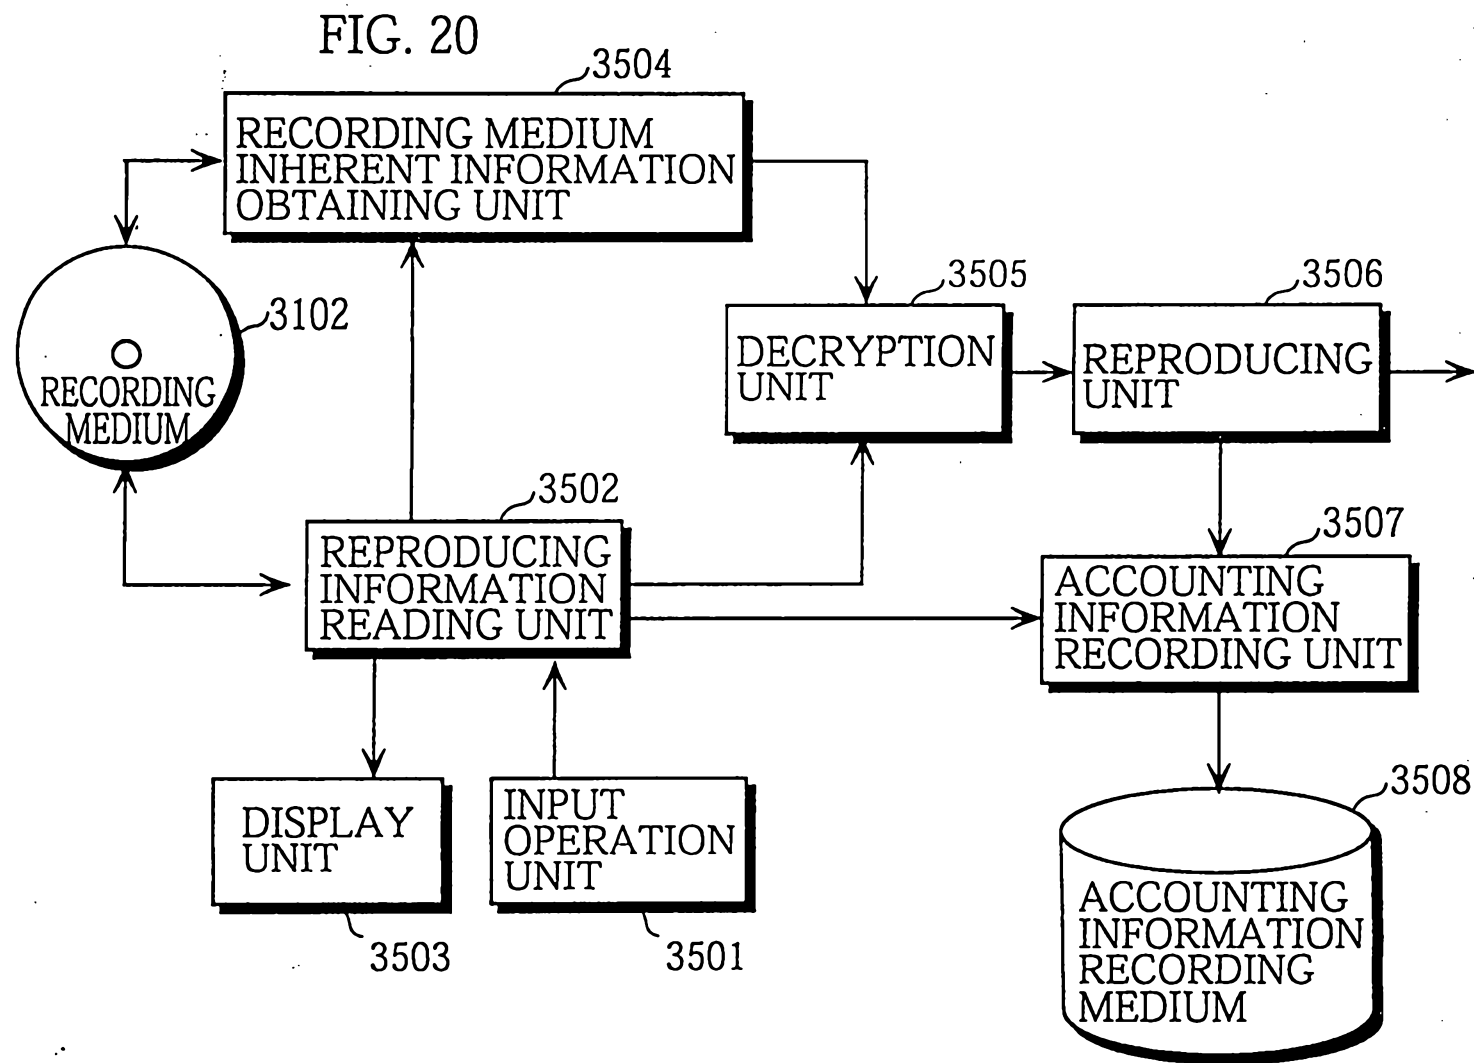 FIG. 20
3504
RECORDING MEDIUM
INHERENT INFORMATION
OBTAINING UNIT
3102
RECORDING
MEDIUM
3505
DECRYPTION
UNIT
3506
REPRODUCING
UNIT
3502
REPRODUCING
INFORMATION
READING UNIT
3507
ACCOUNTING
INFORMATION
RECORDING UNIT
DISPLAY
UNIT
3503
INPUT
OPERATION
UNIT
3501
3508
ACCOUNTING
INFORMATION
RECORDING
MEDIUM